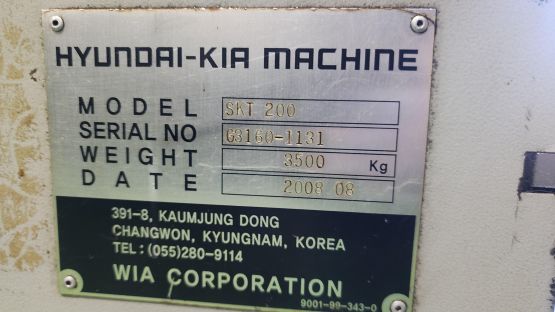 HYUNDAI-KIA MACHINE
MODEL SKT 200
SERIAL NO G3160-1131
WEIGHT 3500 Kg
DATE 2008 08
391-8, KAUMJUNG DONG
CHANGWON, KYUNGNAM, KOREA
TEL : (055)280-9114
WIA CORPORATION
9001-99-343-0